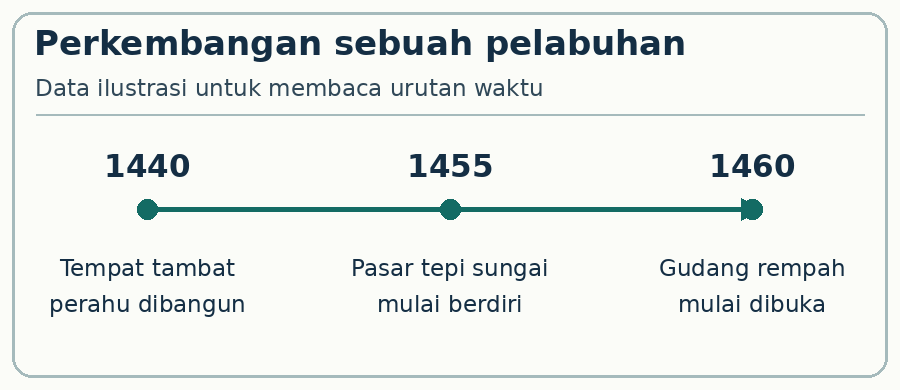 Perkembangan sebuah pelabuhan
Data ilustrasi untuk membaca urutan waktu
1440
1455
1460
Tempat tambat
perahu dibangun
Pasar tepi sungai
mulai berdiri
Gudang rempah
mulai dibuka